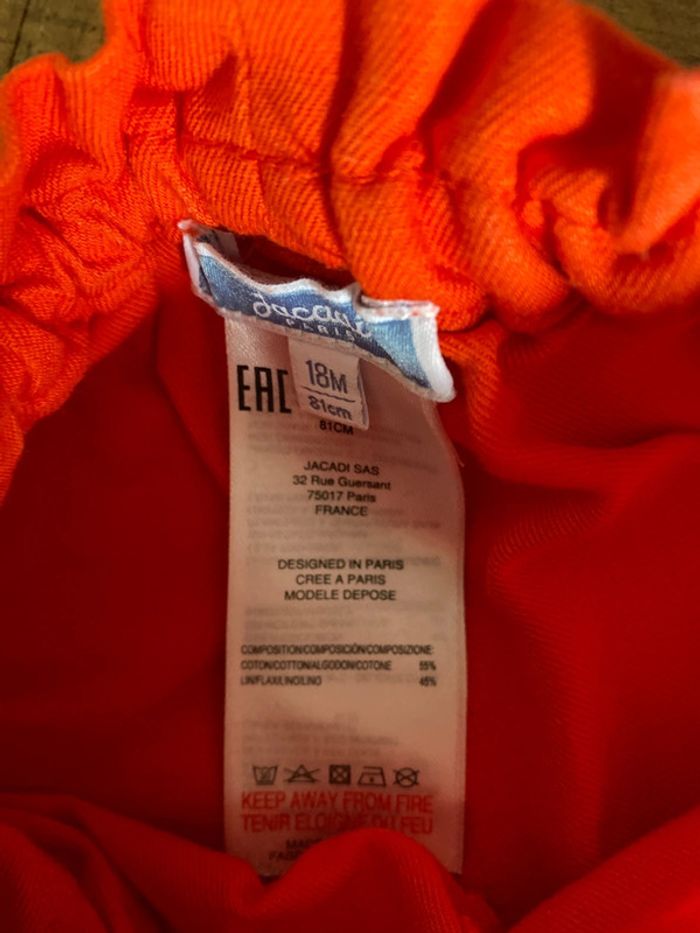 Jacadi
PARIS
18M
81cm
EAC
81CM
JACADI SAS
32 Rue Guersant
75017 Paris
FRANCE
DESIGNED IN PARIS
CREE A PARIS
MODELE DEPOSE
COMPOSITION/COMPOSICIÓN/COMPOSIZIONE:
COTON/COTTON/ALGODON/COTONE 55%
LIN/FLAX/LINO/LINO 45%
KEEP AWAY FROM FIRE
TENIR ELOIGNE DU FEU